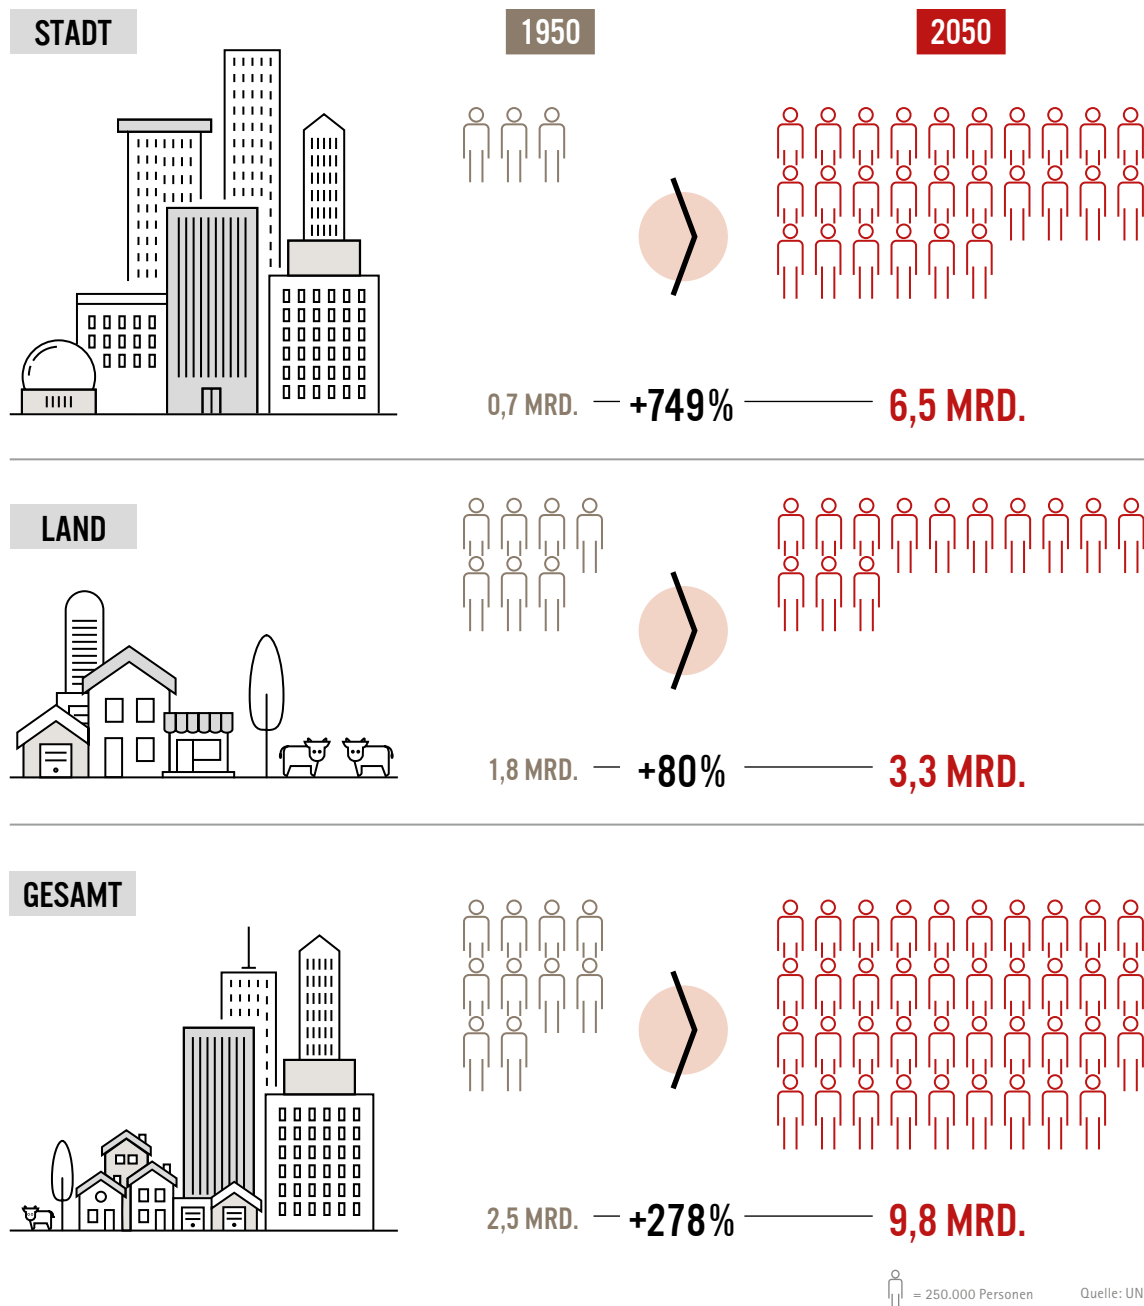 STADT
1950
2050
0,7 MRD.
+749%
6,5 MRD.
LAND
1,8 MRD.
+80%
3,3 MRD.
GESAMT
2,5 MRD.
+278%
9,8 MRD.
= 250.000 Personen
Quelle: UN